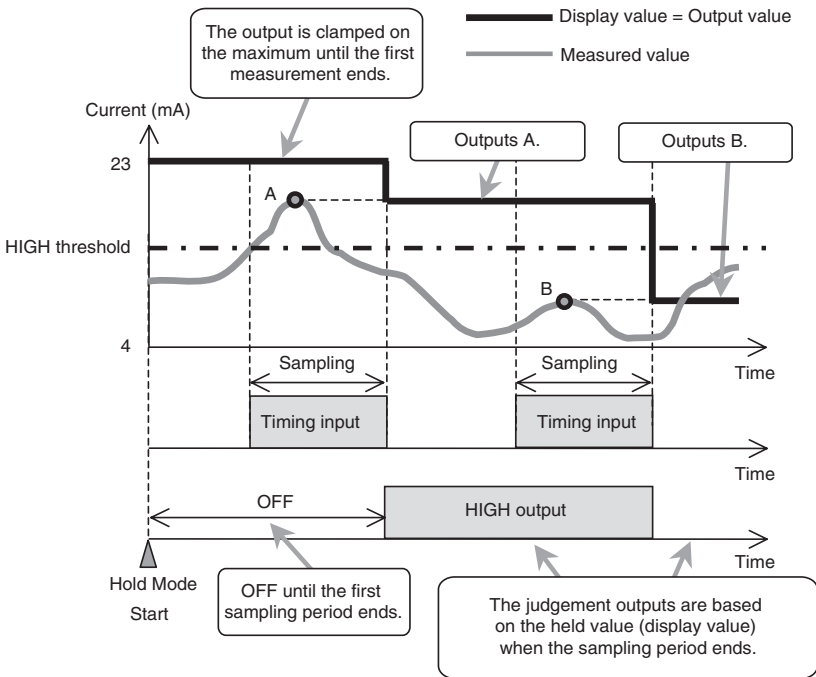 The output is clamped on
the maximum until the first
measurement ends.
Display value = Output value
Measured value
Current (mA)
Outputs A.
Outputs B.
23
A
HIGH threshold
B
4
Sampling
Sampling
Time
Timing input
Timing input
Time
OFF
HIGH output
Time
Hold Mode
Start
OFF until the first
sampling period ends.
The judgement outputs are based
on the held value (display value)
when the sampling period ends.